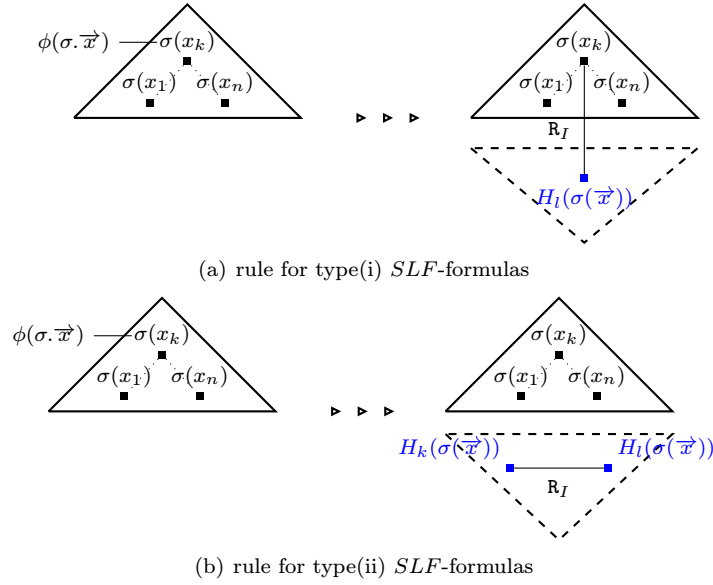 σ(x_k) σ(x_k)
ϕ(σ.x⃗)
σ(x_1) σ(x_n) σ(x_1) σ(x_n)
R_I
H_l(σ(x⃗))
(a) rule for type(i) SLF-formulas
ϕ(σ.x⃗) σ(x_k) σ(x_k)
σ(x_1) σ(x_n) σ(x_1) σ(x_n)
H_k(σ(x⃗)) H_l(σ(x⃗))
R_I
(b) rule for type(ii) SLF-formulas